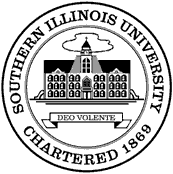 SOUTHERN ILLINOIS UNIVERSITY
DEO VOLENTE
CHARTERED 1869